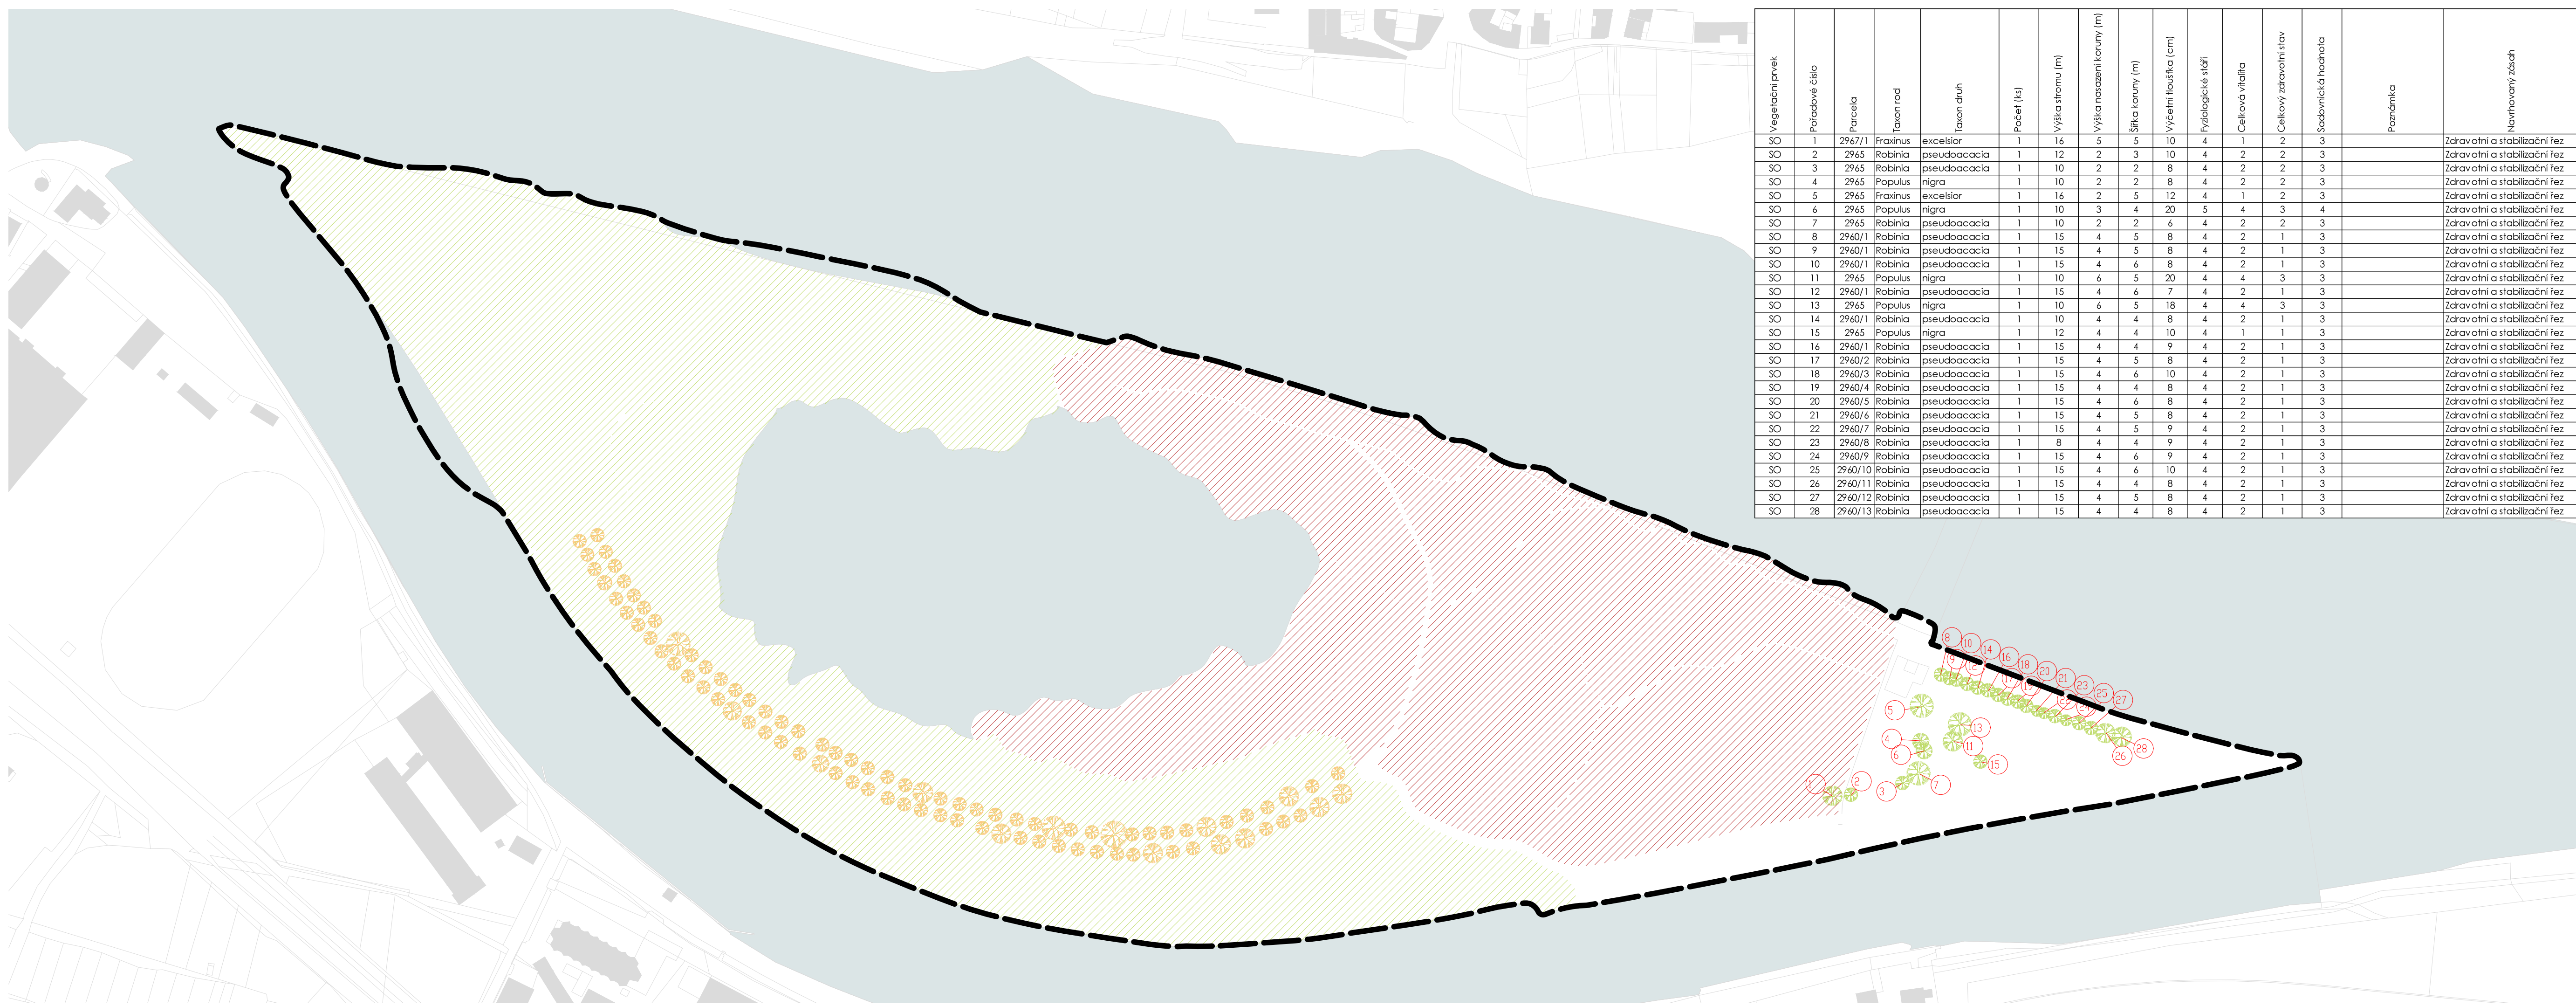 Vegetační prvek Pořadové číslo Parcela Taxon rod Taxon druh Počet (ks) Výška stromu (m) Výška nasazení koruny (m) Šířka koruny (m) Výčetní tloušťka (cm) Fyziologické stáří Celková vitalita Celkový zdravotní stav Sadovnická hodnota Poznámka Navrhovaný zásah
SO 1 2967/1 Fraxinus excelsior 1 16 5 5 10 4 1 2 3 Zdravotní a stabilizační řez
SO 2 2965 Robinia pseudoacacia 1 12 2 3 10 4 2 2 3 Zdravotní a stabilizační řez
SO 3 2965 Robinia pseudoacacia 1 10 2 2 8 4 2 2 3 Zdravotní a stabilizační řez
SO 4 2965 Populus nigra 1 10 2 2 8 4 2 2 3 Zdravotní a stabilizační řez
SO 5 2965 Fraxinus excelsior 1 16 2 5 12 4 1 2 3 Zdravotní a stabilizační řez
SO 6 2965 Populus nigra 1 10 3 4 20 5 4 3 4 Zdravotní a stabilizační řez
SO 7 2965 Robinia pseudoacacia 1 10 2 2 6 4 2 2 3 Zdravotní a stabilizační řez
SO 8 2960/1 Robinia pseudoacacia 1 15 4 5 8 4 2 1 3 Zdravotní a stabilizační řez
SO 9 2960/1 Robinia pseudoacacia 1 15 4 5 8 4 2 1 3 Zdravotní a stabilizační řez
SO 10 2960/1 Robinia pseudoacacia 1 15 4 6 8 4 2 1 3 Zdravotní a stabilizační řez
SO 11 2965 Populus nigra 1 10 6 5 20 4 4 3 3 Zdravotní a stabilizační řez
SO 12 2960/1 Robinia pseudoacacia 1 15 4 6 7 4 2 1 3 Zdravotní a stabilizační řez
SO 13 2965 Populus nigra 1 10 6 5 18 4 4 3 3 Zdravotní a stabilizační řez
SO 14 2960/1 Robinia pseudoacacia 1 10 4 4 8 4 2 1 3 Zdravotní a stabilizační řez
SO 15 2965 Populus nigra 1 12 4 4 10 4 1 1 3 Zdravotní a stabilizační řez
SO 16 2960/1 Robinia pseudoacacia 1 15 4 4 9 4 2 1 3 Zdravotní a stabilizační řez
SO 17 2960/2 Robinia pseudoacacia 1 15 4 5 8 4 2 1 3 Zdravotní a stabilizační řez
SO 18 2960/3 Robinia pseudoacacia 1 15 4 6 10 4 2 1 3 Zdravotní a stabilizační řez
SO 19 2960/4 Robinia pseudoacacia 1 15 4 4 8 4 2 1 3 Zdravotní a stabilizační řez
SO 20 2960/5 Robinia pseudoacacia 1 15 4 6 8 4 2 1 3 Zdravotní a stabilizační řez
SO 21 2960/6 Robinia pseudoacacia 1 15 4 5 8 4 2 1 3 Zdravotní a stabilizační řez
SO 22 2960/7 Robinia pseudoacacia 1 15 4 5 9 4 2 1 3 Zdravotní a stabilizační řez
SO 23 2960/8 Robinia pseudoacacia 1 8 4 4 9 4 2 1 3 Zdravotní a stabilizační řez
SO 24 2960/9 Robinia pseudoacacia 1 15 4 6 9 4 2 1 3 Zdravotní a stabilizační řez
SO 25 2960/10 Robinia pseudoacacia 1 15 4 6 10 4 2 1 3 Zdravotní a stabilizační řez
SO 26 2960/11 Robinia pseudoacacia 1 15 4 4 8 4 2 1 3 Zdravotní a stabilizační řez
SO 27 2960/12 Robinia pseudoacacia 1 15 4 5 8 4 2 1 3 Zdravotní a stabilizační řez
SO 28 2960/13 Robinia pseudoacacia 1 15 4 4 8 4 2 1 3 Zdravotní a stabilizační řez
8 10 14 16 18 20 21 23 25 27
9 12
5 13
4 11 28
6 15 26
1 2 3 7